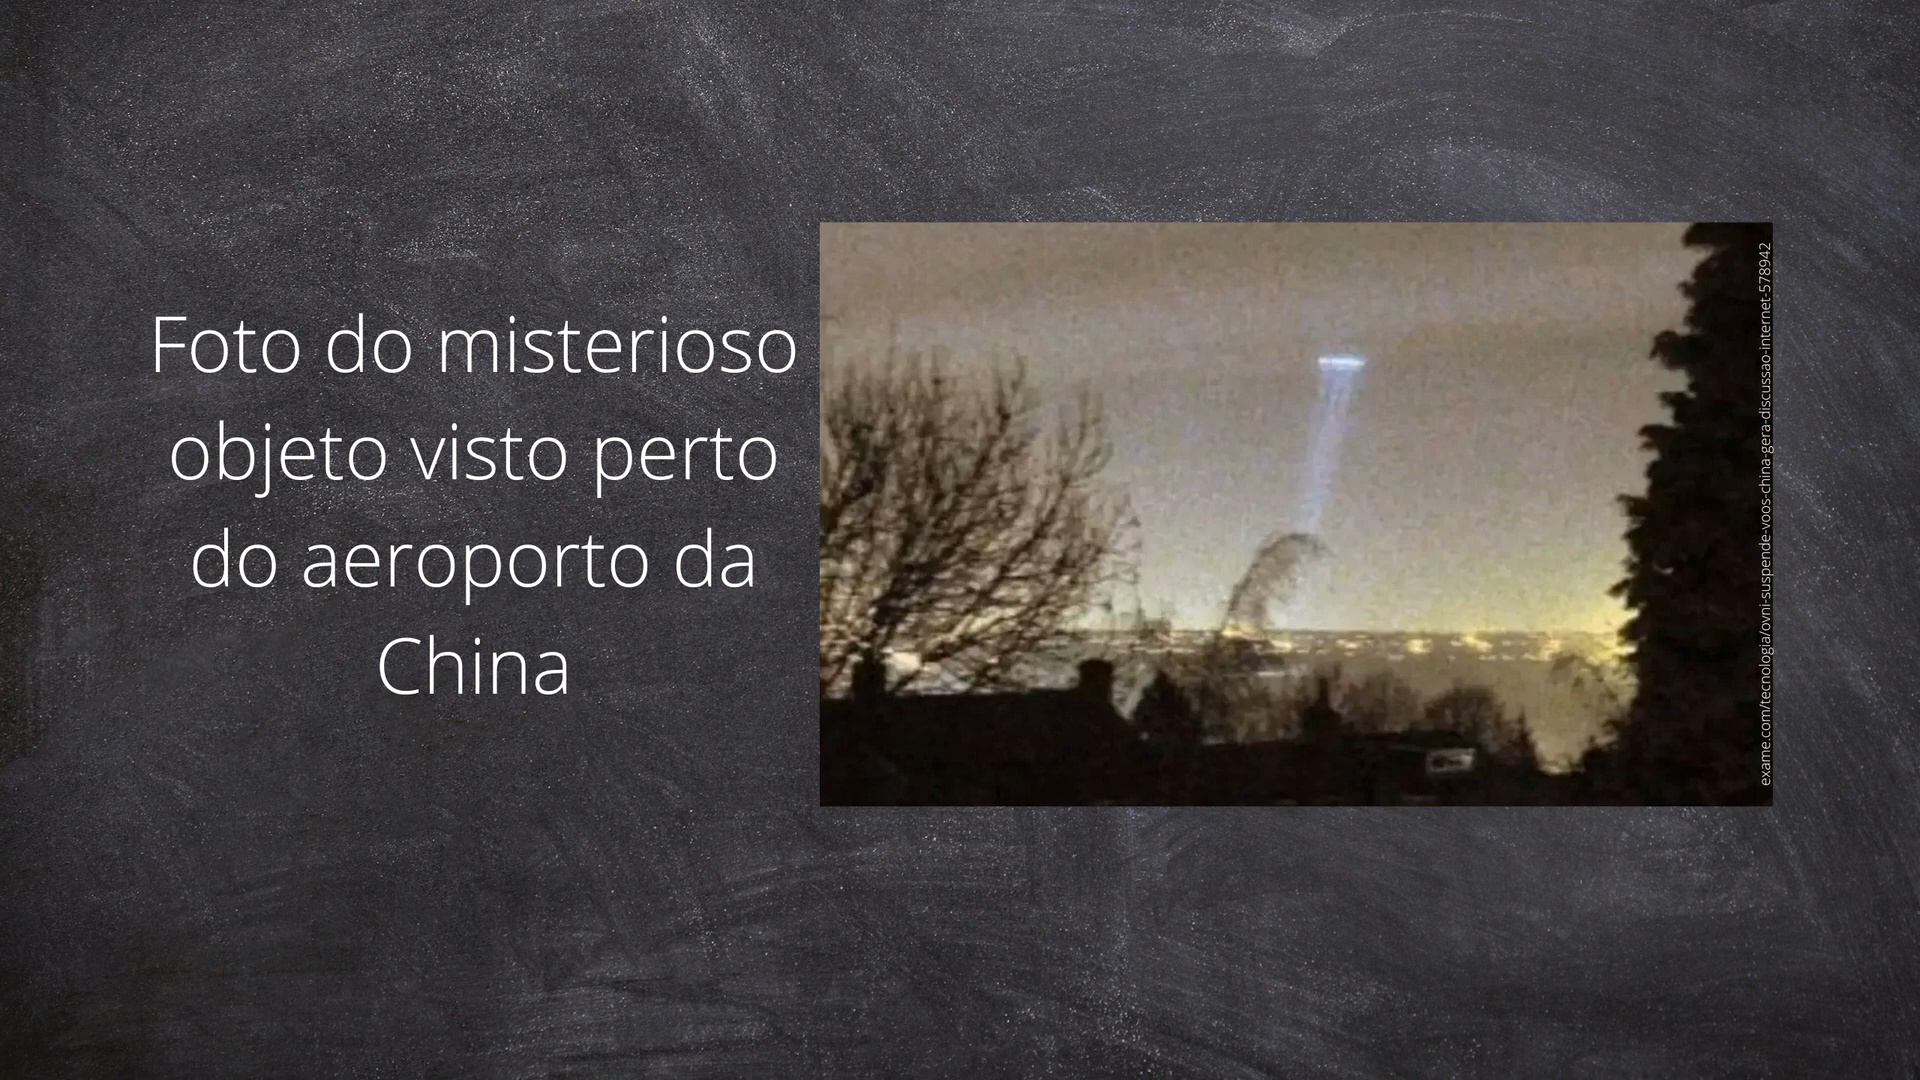 Foto do misterioso
objeto visto perto
do aeroporto da
China
exame.com/tecnologia/ovni-suspende-voos-china-gera-discussao-internet-578942